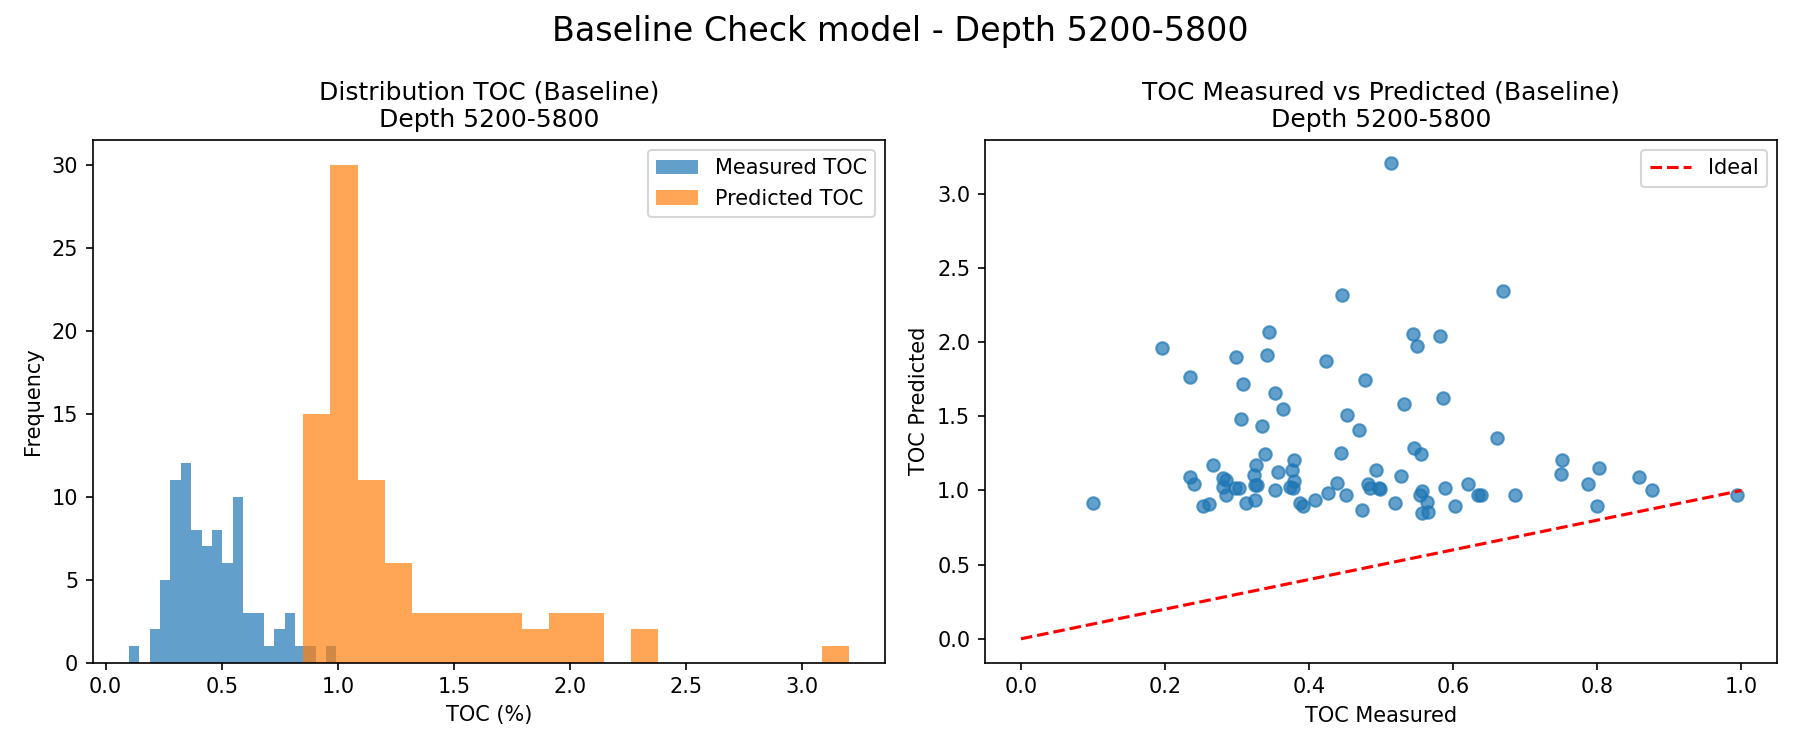 Baseline Check model - Depth 5200-5800
Distribution TOC (Baseline)
Depth 5200-5800
Measured TOC
Predicted TOC
Frequency
30
25
20
15
10
5
0
0.0 0.5 1.0 1.5 2.0 2.5 3.0
TOC (%)
TOC Measured vs Predicted (Baseline)
Depth 5200-5800
Ideal
TOC Predicted
3.0
2.5
2.0
1.5
1.0
0.5
0.0
0.0 0.2 0.4 0.6 0.8 1.0
TOC Measured